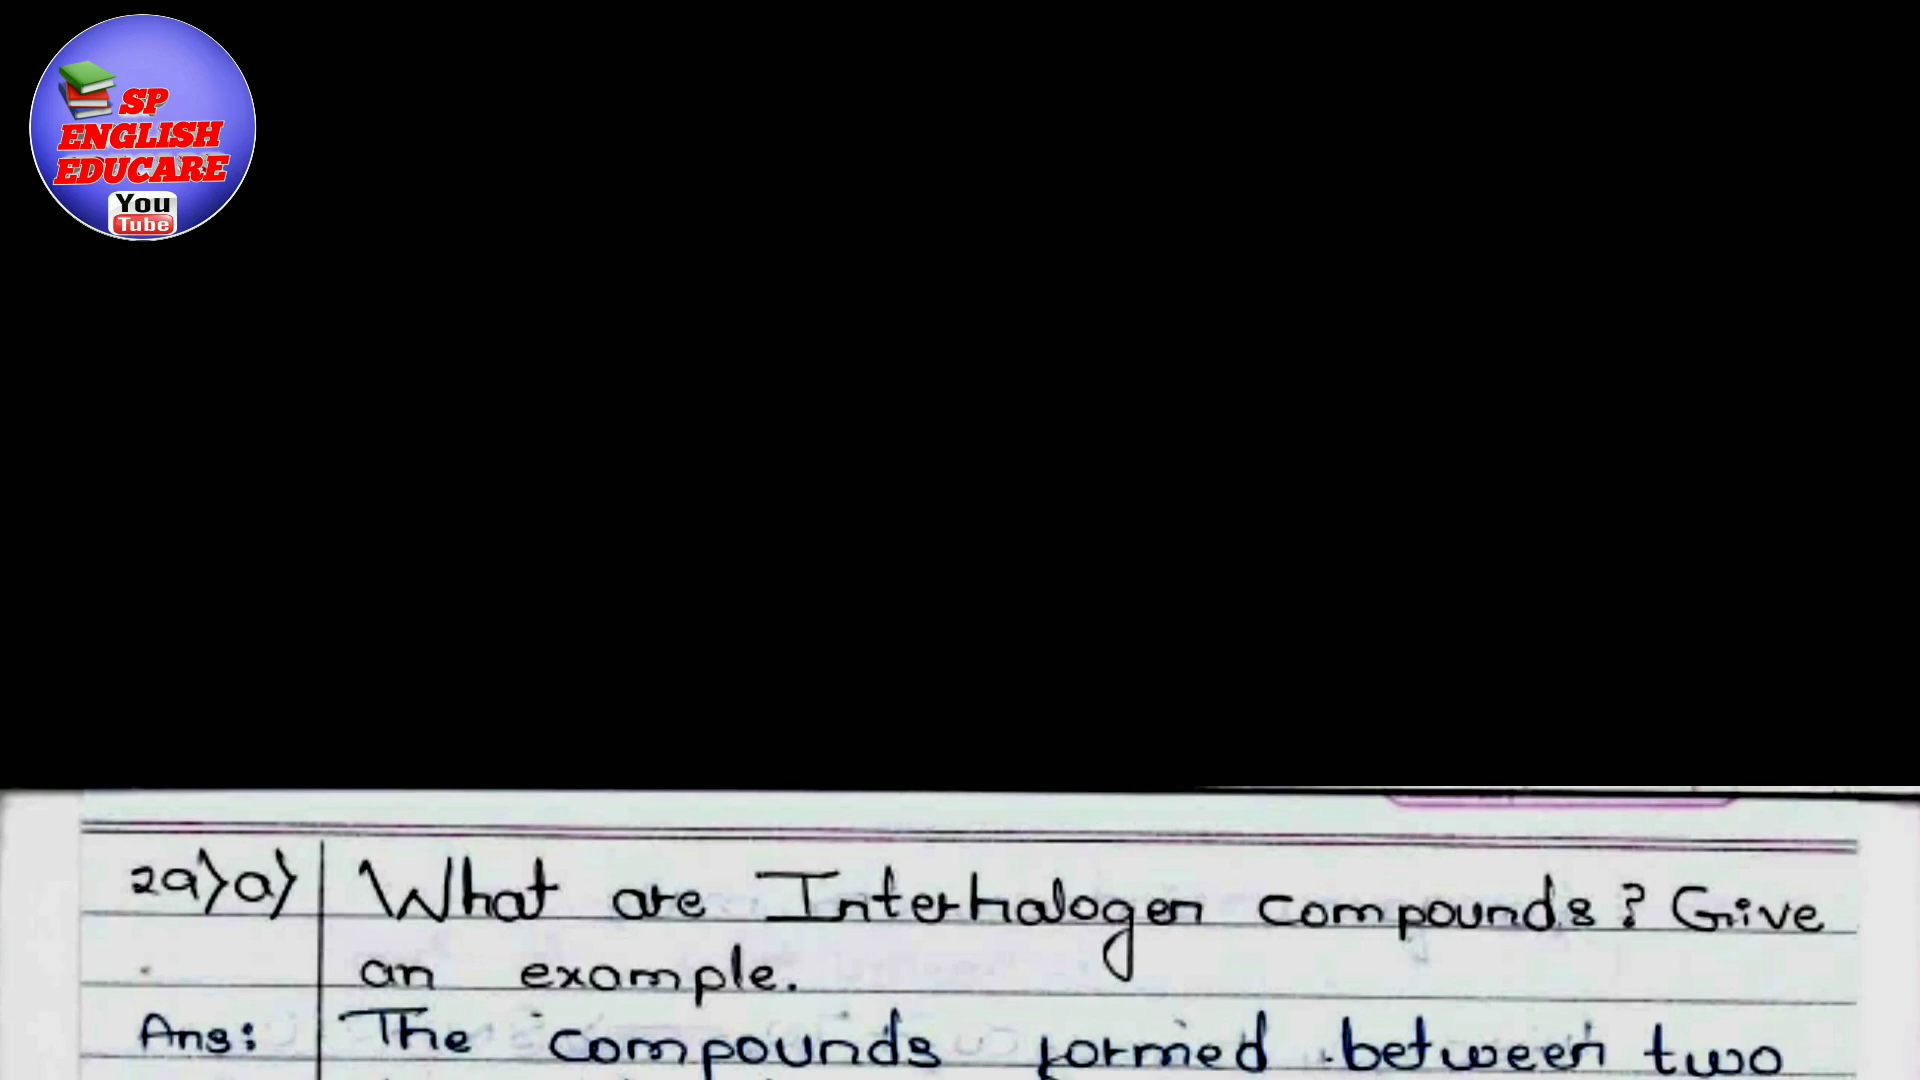 SP
ENGLISH
EDUCARE
You
Tube
29) a) What are Interhalogen compounds? Give
an example.
Ans: The compounds formed between two